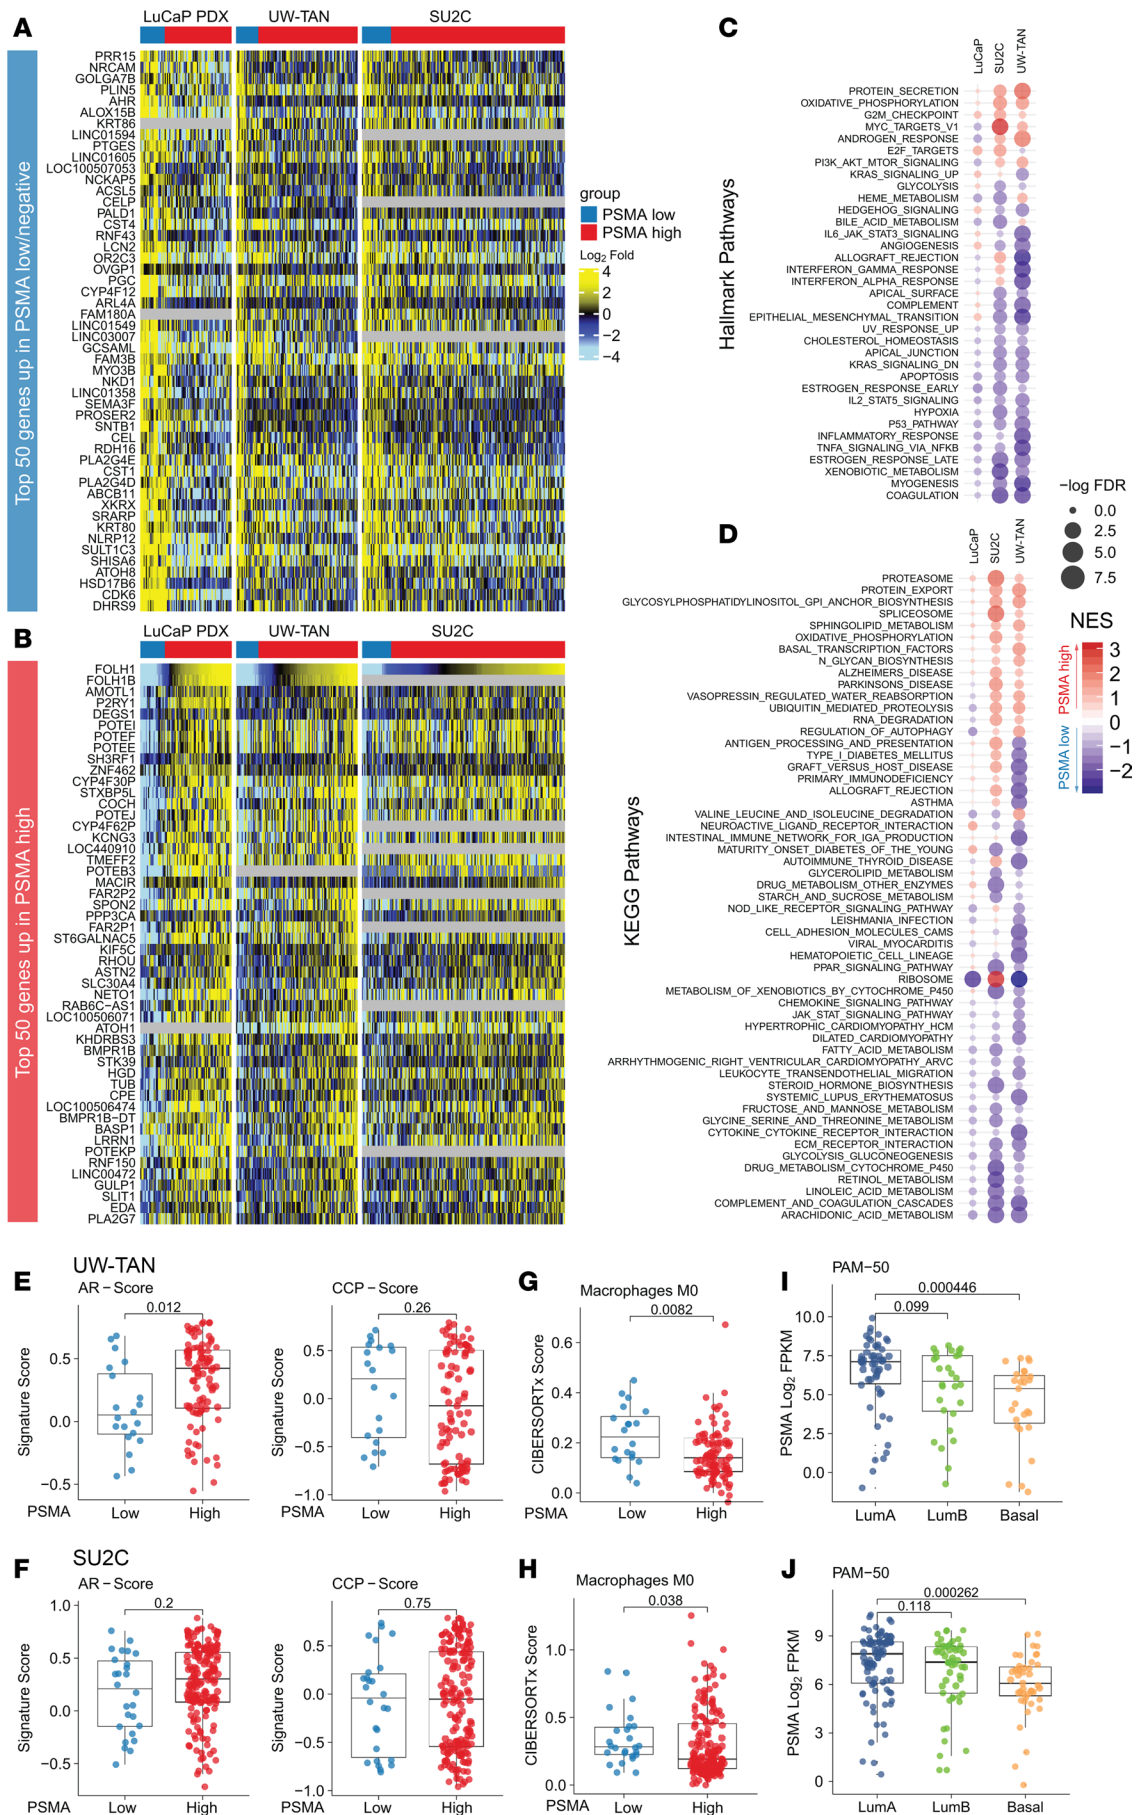 A
LuCaP PDX UW-TAN SU2C
Top 50 genes up in PSMA low/negative
PRR15
NRCAM
GOLGA7B
PLIN5
AHR
ALOX15B
KRT86
LINC01594
PTGES
LINC01605
LOC100507053
NCKAP5
ACSL5
CELP
PALD1
CST4
RNF43
LCN2
OR2C3
OVGP1
PGC
CYP4F12
ARL4A
FAM180A
LINC01549
LINC03007
GCSAML
FAM3B
MYO3B
NKD1
LINC01358
SEMA3F
PROSER2
SNTB1
CEL
RDH16
PLA2G4E
CST1
PLA2G4D
ABCB11
XKRX
SRARP
KRT80
NLRP12
SULT1C3
SHISA6
ATOH8
HSD17B6
CDK6
DHRS9
group
PSMA low
PSMA high
Log2 Fold
4
2
0
−2
−4
B
LuCaP PDX UW-TAN SU2C
Top 50 genes up in PSMA high
FOLH1
FOLH1B
AMOTL1
P2RY1
DEGS1
POTEI
POTEF
POTEE
SH3RF1
ZNF462
CYP4F30P
STXBP5L
COCH
POTEJ
CYP4F62P
KCNG3
LOC440910
TMEFF2
POTEB3
MACIR
FAR2P2
SPON2
PPP3CA
FAR2P1
ST6GALNAC5
KIF5C
RHOU
ASTN2
SLC30A4
NETO1
RAB6C−AS1
LOC100506071
ATOH1
KHDRBS3
BMPR1B
STK39
HGD
TUB
CPE
LOC100506474
BMPR1B−DT
BASP1
LRRN1
POTEKP
RNF150
LINC00472
GULP1
SLIT1
EDA
PLA2G7
C
LuCaP SU2C UW-TAN
Hallmark Pathways
PROTEIN_SECRETION
OXIDATIVE_PHOSPHORYLATION
G2M_CHECKPOINT
MYC_TARGETS_V1
ANDROGEN_RESPONSE
E2F_TARGETS
PI3K_AKT_MTOR_SIGNALING
KRAS_SIGNALING_UP
GLYCOLYSIS
HEME_METABOLISM
HEDGEHOG_SIGNALING
BILE_ACID_METABOLISM
IL6_JAK_STAT3_SIGNALING
ANGIOGENESIS
ALLOGRAFT_REJECTION
INTERFERON_GAMMA_RESPONSE
INTERFERON_ALPHA_RESPONSE
APICAL_SURFACE
COMPLEMENT
EPITHELIAL_MESENCHYMAL_TRANSITION
UV_RESPONSE_UP
CHOLESTEROL_HOMEOSTASIS
APICAL_JUNCTION
KRAS_SIGNALING_DN
APOPTOSIS
ESTROGEN_RESPONSE_EARLY
IL2_STAT5_SIGNALING
HYPOXIA
P53_PATHWAY
INFLAMMATORY_RESPONSE
TNFA_SIGNALING_VIA_NFKB
ESTROGEN_RESPONSE_LATE
XENOBIOTIC_METABOLISM
MYOGENESIS
COAGULATION
−log FDR
0.0
2.5
5.0
7.5
NES
PSMA high
PSMA low
3
2
1
0
−1
−2
D
LuCaP SU2C UW-TAN
KEGG Pathways
PROTEASOME
PROTEIN_EXPORT
GLYCOSYLPHOSPHATIDYLINOSITOL_GPI_ANCHOR_BIOSYNTHESIS
SPLICEOSOME
SPHINGOLIPID_METABOLISM
OXIDATIVE_PHOSPHORYLATION
BASAL_TRANSCRIPTION_FACTORS
N_GLYCAN_BIOSYNTHESIS
ALZHEIMERS_DISEASE
PARKINSONS_DISEASE
VASOPRESSIN_REGULATED_WATER_REABSORPTION
UBIQUITIN_MEDIATED_PROTEOLYSIS
RNA_DEGRADATION
REGULATION_OF_AUTOPHAGY
ANTIGEN_PROCESSING_AND_PRESENTATION
TYPE_I_DIABETES_MELLITUS
GRAFT_VERSUS_HOST_DISEASE
PRIMARY_IMMUNODEFICIENCY
ALLOGRAFT_REJECTION
ASTHMA
VALINE_LEUCINE_AND_ISOLEUCINE_DEGRADATION
NEUROACTIVE_LIGAND_RECEPTOR_INTERACTION
INTESTINAL_IMMUNE_NETWORK_FOR_IGA_PRODUCTION
MATURITY_ONSET_DIABETES_OF_THE_YOUNG
AUTOIMMUNE_THYROID_DISEASE
GLYCEROLIPID_METABOLISM
DRUG_METABOLISM_OTHER_ENZYMES
STARCH_AND_SUCROSE_METABOLISM
NOD_LIKE_RECEPTOR_SIGNALING_PATHWAY
LEISHMANIA_INFECTION
CELL_ADHESION_MOLECULES_CAMS
VIRAL_MYOCARDITIS
HEMATOPOIETIC_CELL_LINEAGE
PPAR_SIGNALING_PATHWAY
RIBOSOME
METABOLISM_OF_XENOBIOTICS_BY_CYTOCHROME_P450
CHEMOKINE_SIGNALING_PATHWAY
JAK_STAT_SIGNALING_PATHWAY
HYPERTROPHIC_CARDIOMYOPATHY_HCM
DILATED_CARDIOMYOPATHY
FATTY_ACID_METABOLISM
ARRHYTHMOGENIC_RIGHT_VENTRICULAR_CARDIOMYOPATHY_ARVC
LEUKOCYTE_TRANSENDOTHELIAL_MIGRATION
STEROID_HORMONE_BIOSYNTHESIS
SYSTEMIC_LUPUS_ERYTHEMATOSUS
FRUCTOSE_AND_MANNOSE_METABOLISM
GLYCINE_SERINE_AND_THREONINE_METABOLISM
CYTOKINE_CYTOKINE_RECEPTOR_INTERACTION
ECM_RECEPTOR_INTERACTION
GLYCOLYSIS_GLUCONEOGENESIS
DRUG_METABOLISM_CYTOCHROME_P450
RETINOL_METABOLISM
LINOLEIC_ACID_METABOLISM
COMPLEMENT_AND_COAGULATION_CASCADES
ARACHIDONIC_ACID_METABOLISM
UW-TAN
E
AR−Score
0.012
Signature Score
0.5
0.0
−0.5
PSMA Low High
CCP−Score
0.26
Signature Score
0.5
0.0
−0.5
−1.0
PSMA Low High
G
Macrophages M0
0.0082
CIBERSORTx Score
0.6
0.4
0.2
0.0
PSMA Low High
I
PAM−50
0.000446
0.099
PSMA Log2 FPKM
10.0
7.5
5.0
2.5
0.0
LumA LumB Basal
SU2C
F
AR−Score
0.2
Signature Score
1.0
0.5
0.0
−0.5
PSMA Low High
CCP−Score
0.75
Signature Score
0.5
0.0
−0.5
−1.0
PSMA Low High
H
Macrophages M0
0.038
CIBERSORTx Score
1.0
0.5
0.0
PSMA Low High
J
PAM−50
0.000262
0.118
PSMA Log2 FPKM
9
6
3
0
LumA LumB Basal